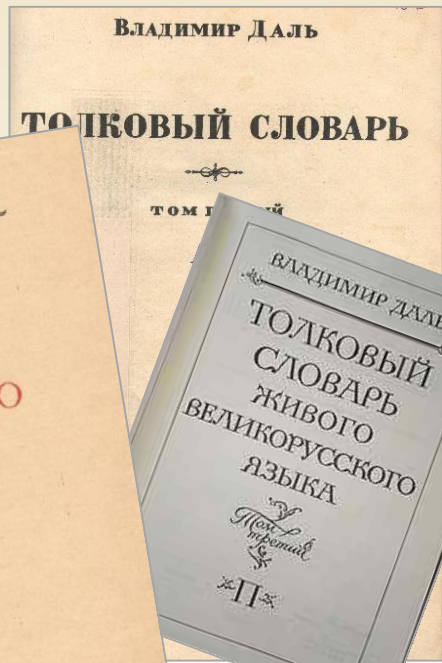 Владимир Даль
ТОЛКОВЫЙ СЛОВАРЬ
ТОМ
О
ВЛАДИМИР ДАЛЬ
ТОЛКОВЫЙ
СЛОВАРЬ
ЖИВОГО
ВЕЛИКОРУССКОГО
ЯЗЫКА
Том
третий
П